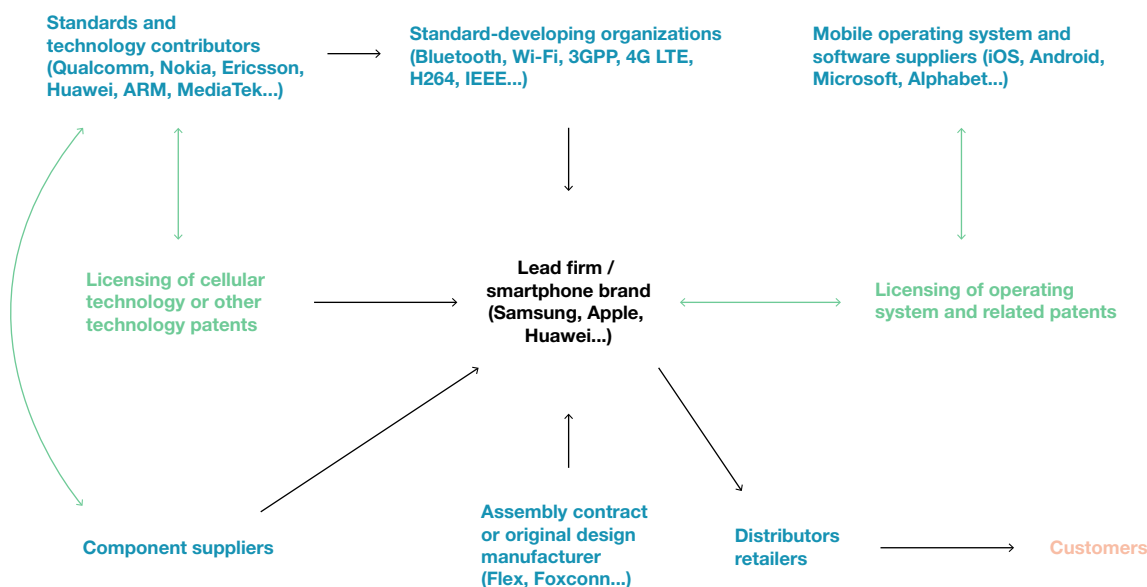 Standards and
technology contributors
(Qualcomm, Nokia, Ericsson,
Huawei, ARM, MediaTek...)
Standard-developing organizations
(Bluetooth, Wi-Fi, 3GPP, 4G LTE,
H264, IEEE...)
Mobile operating system and
software suppliers (iOS, Android,
Microsoft, Alphabet...)
Licensing of cellular
technology or other
technology patents
Lead firm /
smartphone brand
(Samsung, Apple,
Huawei...)
Licensing of operating
system and related patents
Component suppliers
Assembly contract
or original design
manufacturer
(Flex, Foxconn...)
Distributors
retailers
Customers